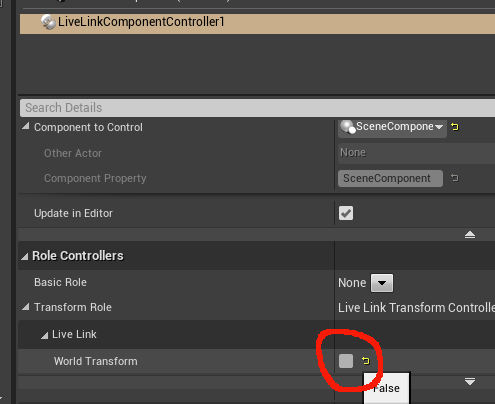 LiveLinkComponentController1
Search Details
Component to Control
SceneCompone
Other Actor
None
Component Property
SceneComponent
Update in Editor
Role Controllers
Basic Role
None
Transform Role
Live Link Transform Controlle
Live Link
World Transform
False